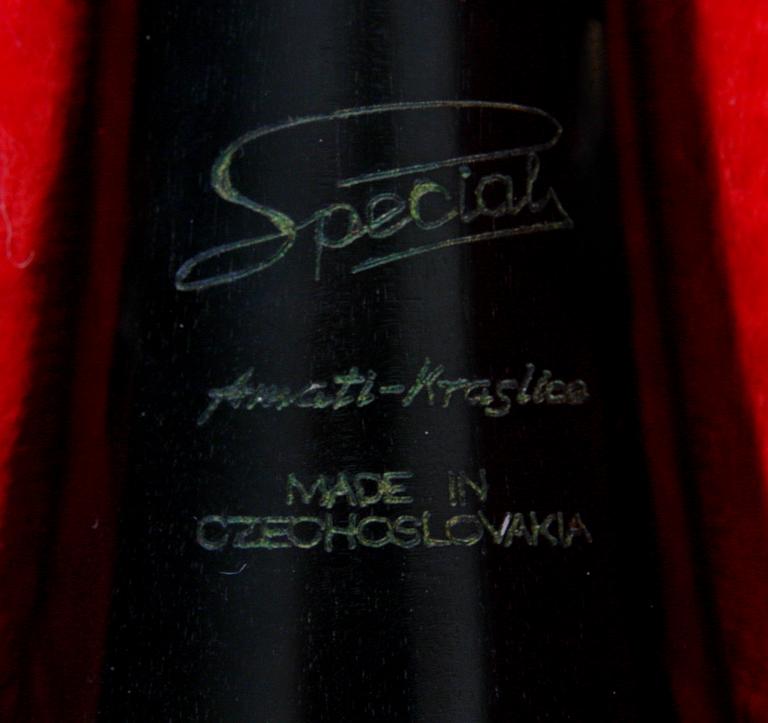 Special
Amati-Kraslice
MADE IN
CZECHOSLOVAKIA